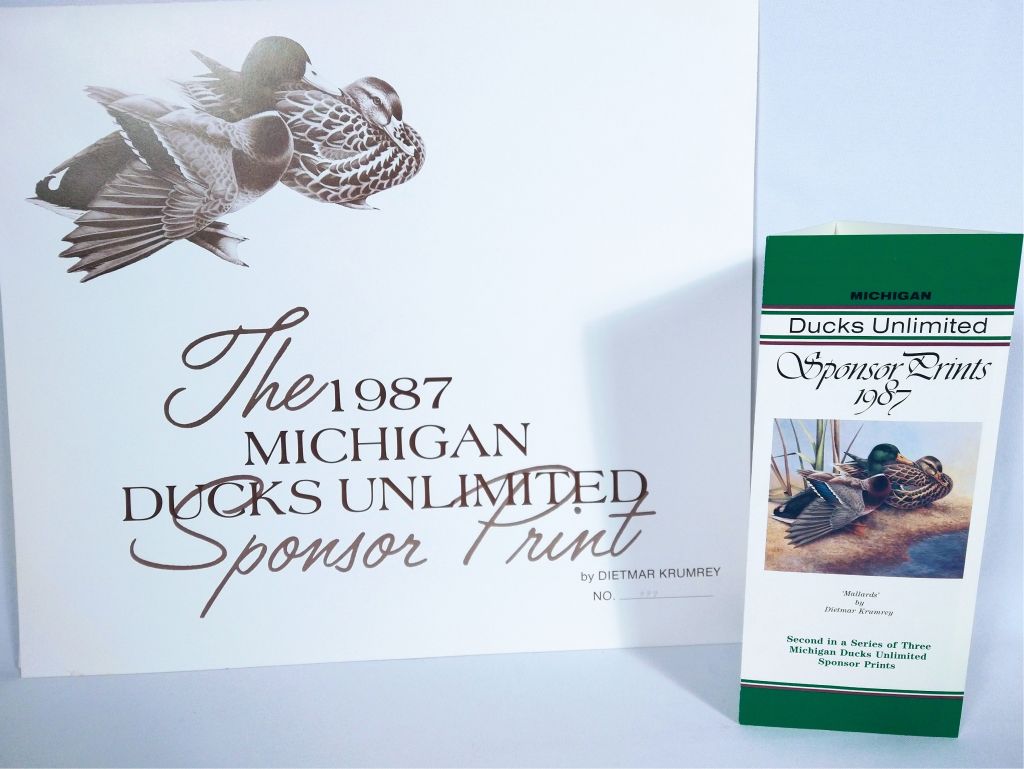 The 1987
MICHIGAN
DUCKS UNLIMITED
Sponsor Print
by DIETMAR KRUMREY
NO.
MICHIGAN
Ducks Unlimited
Sponsor Prints
1987
'Mallards'
by
Dietmar Krumrey
Second in a Series of Three
Michigan Ducks Unlimited
Sponsor Prints